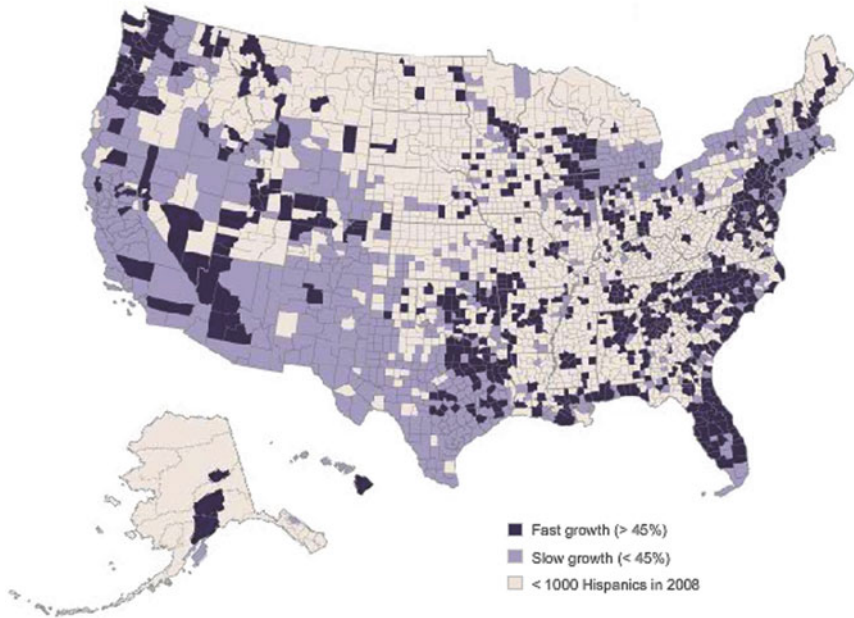 Fast growth (> 45%)
Slow growth (< 45%)
< 1000 Hispanics in 2008